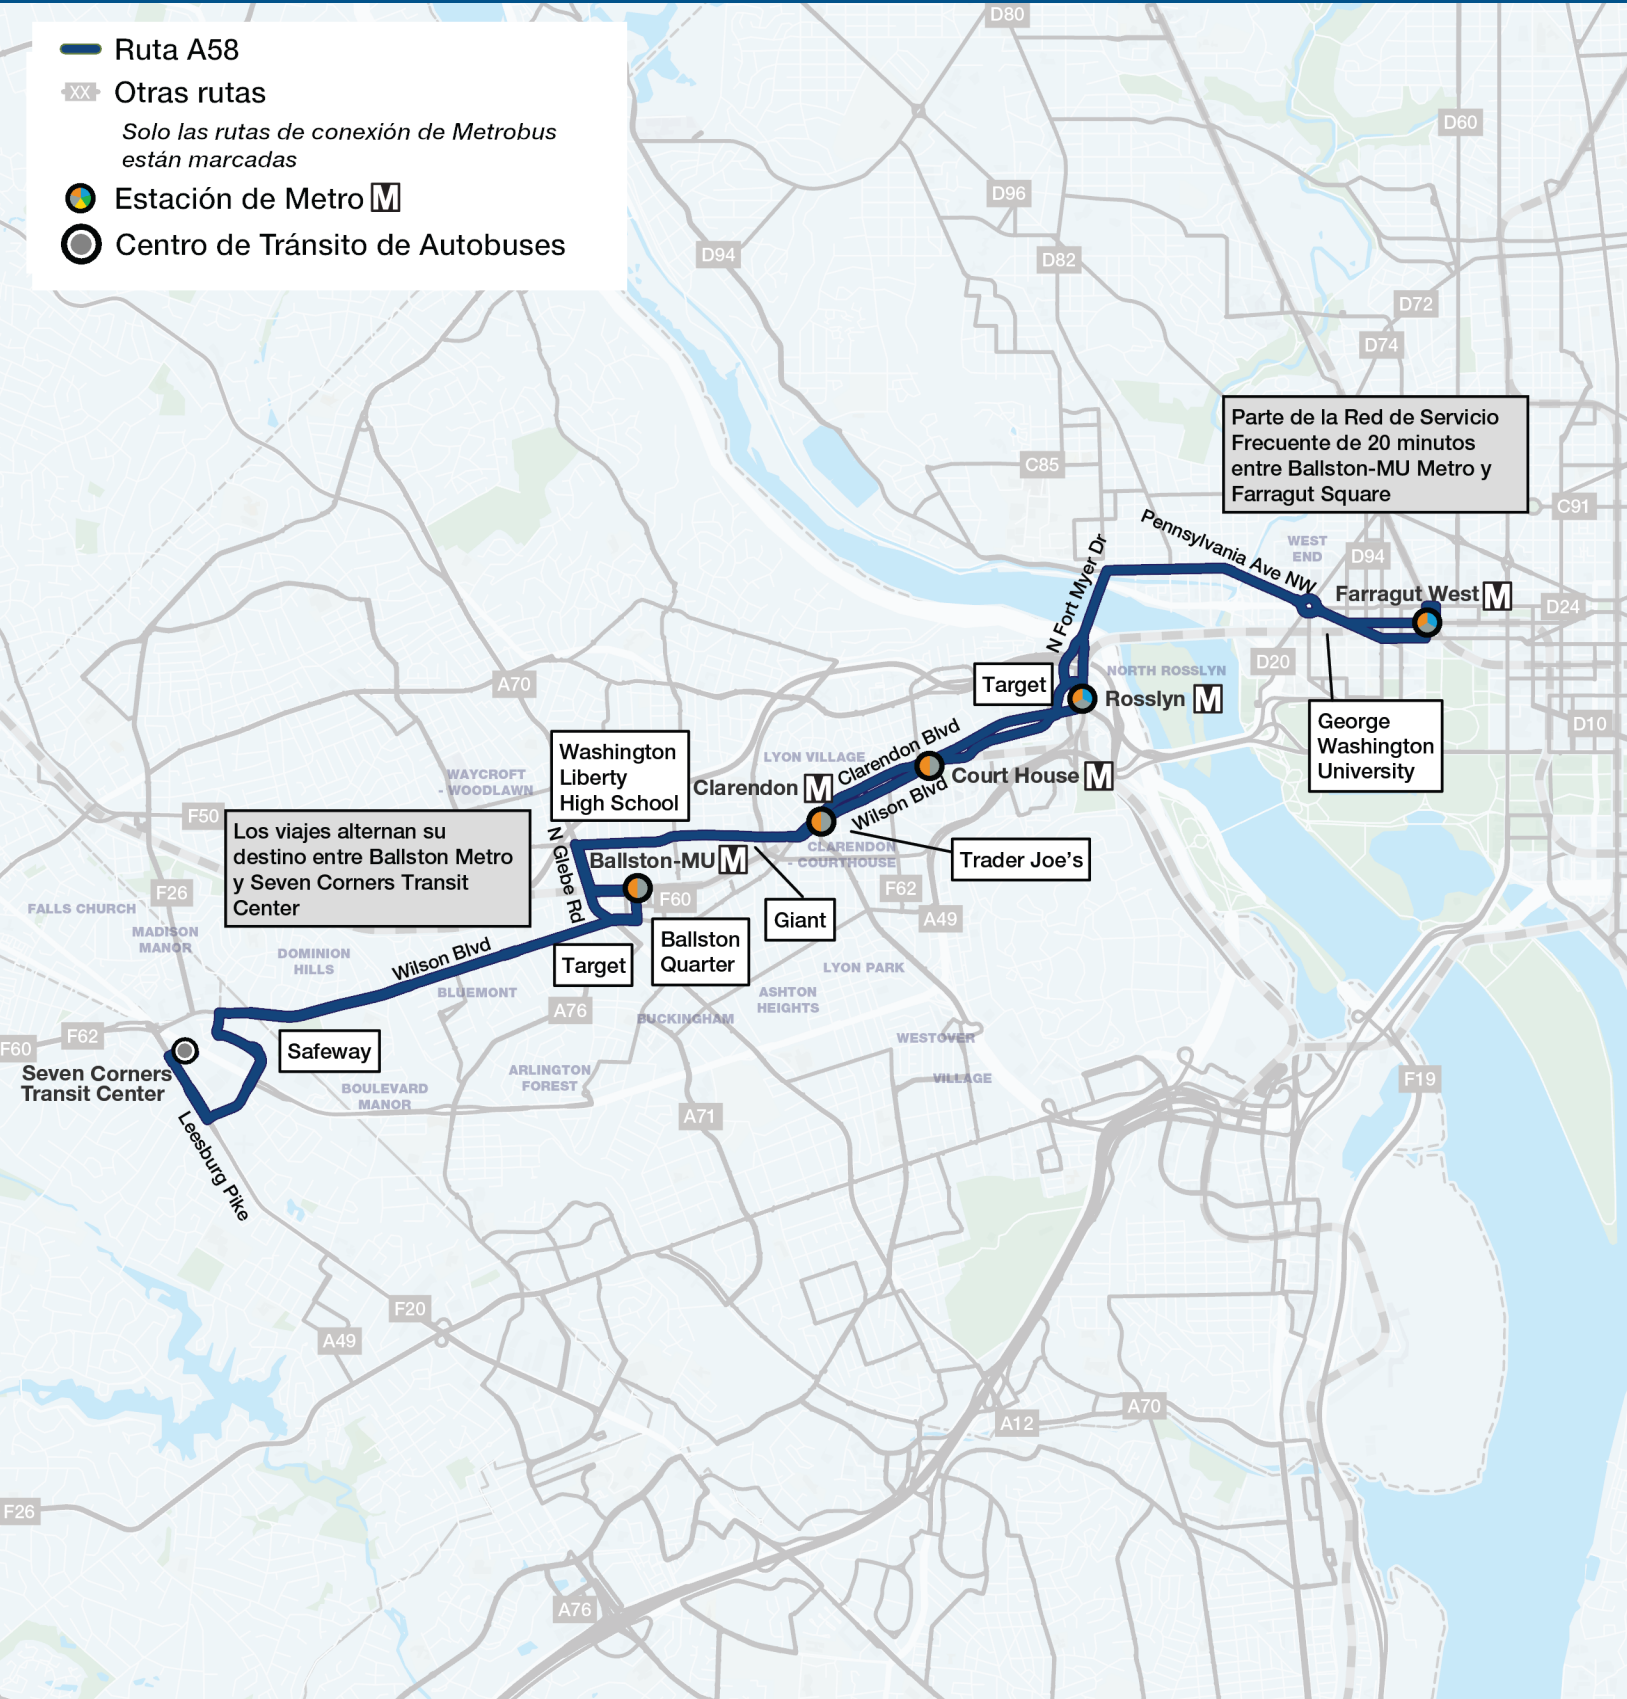 Ruta A58
XX
Otras rutas
Solo las rutas de conexión de Metrobus
están marcadas
Estación de Metro M
Centro de Tránsito de Autobuses
D80
D60
D96
D94
D82
D72
D74
Parte de la Red de Servicio
Frecuente de 20 minutos
entre Ballston-MU Metro y
Farragut Square
C85
C91
Pennsylvania Ave NW
WEST
END
D94
N Fort Myer Dr
Farragut West M
D24
D20
NORTH ROSSLYN
Target
Rosslyn M
A70
George
Washington
University
D10
Washington
Liberty
High School
LYON VILLAGE
Clarendon Blvd
WAYCROFT
- WOODLAWN
Clarendon M
Court House M
Wilson Blvd
F50
Los viajes alternan su
destino entre Ballston Metro
y Seven Corners Transit
Center
N Glebe Rd
Ballston-MU M
CLARENDON
- COURTHOUSE
Trader Joe's
F26
F60
F62
FALLS CHURCH
Giant
A49
MADISON
MANOR
DOMINION
HILLS
Wilson Blvd
Target
Ballston
Quarter
LYON PARK
BLUEMONT
ASHTON
HEIGHTS
A76
BUCKINGHAM
WESTOVER
VILLAGE
F60
F62
Safeway
Seven Corners
Transit Center
ARLINGTON
FOREST
BOULEVARD
MANOR
F19
A71
Leesburg Pike
F20
A49
A70
A12
F26
A76